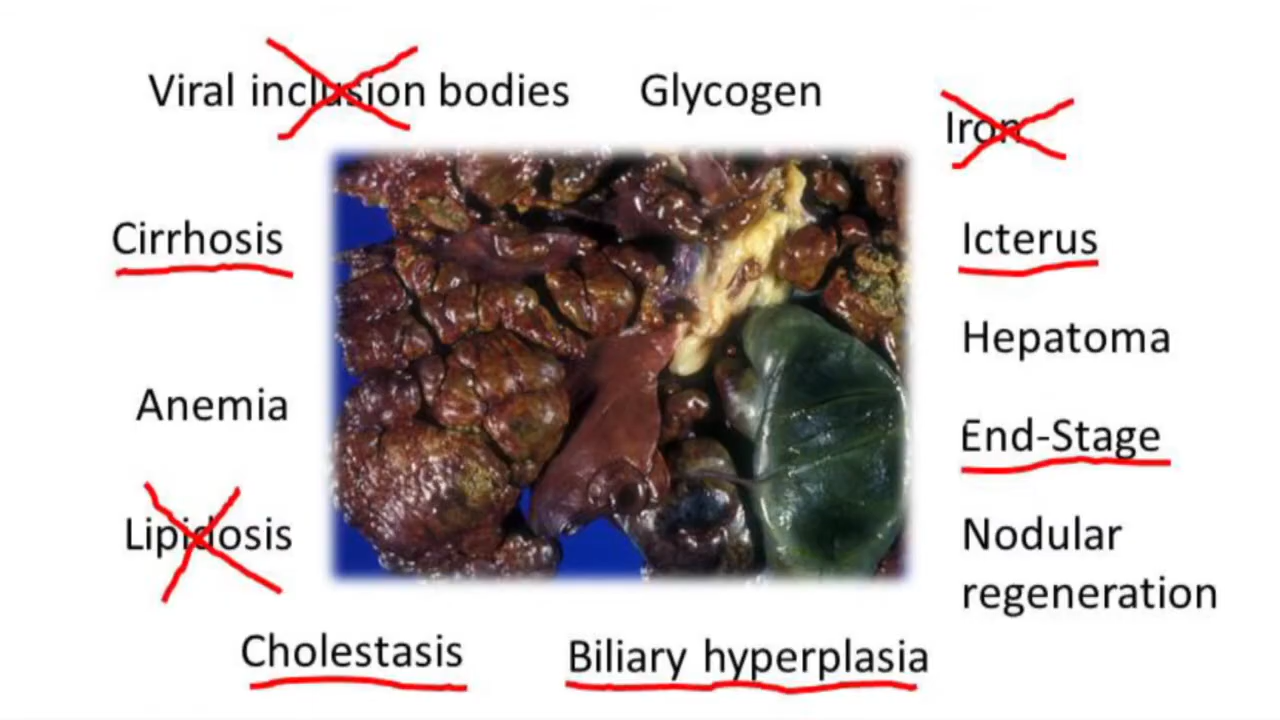 Viral inclusion bodies
Glycogen
Iron
Cirrhosis
Icterus
Hepatoma
Anemia
End-Stage
Lipidosis
Nodular
regeneration
Cholestasis
Biliary hyperplasia